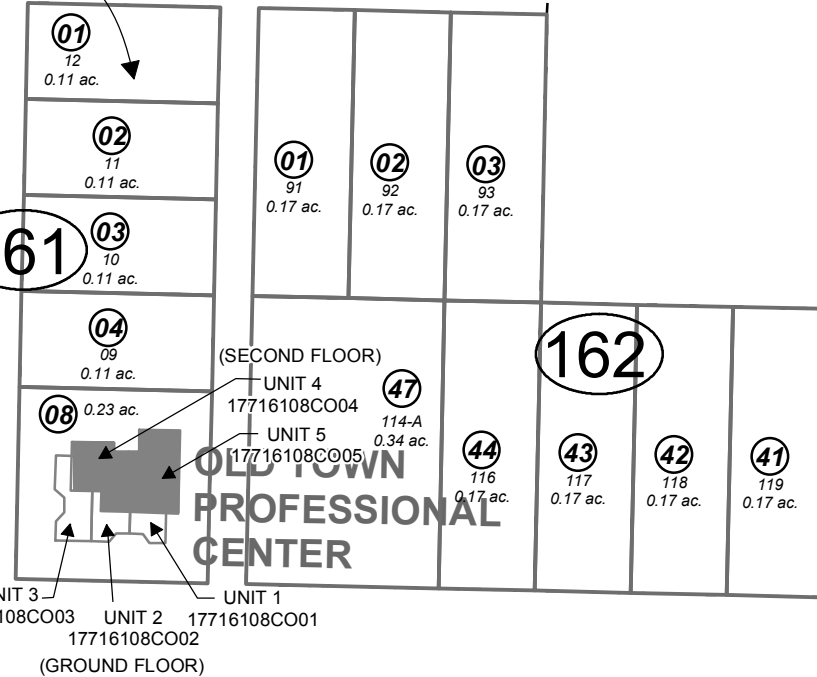 01
12
0.11 ac.
02
11
0.11 ac.
03
10
0.11 ac.
61
04
09
0.11 ac.
08 0.23 ac.
01
91
0.17 ac.
02
92
0.17 ac.
03
93
0.17 ac.
162
(SECOND FLOOR)
UNIT 4
17716108CO04
UNIT 5
17716108CO05
47
114-A
0.34 ac.
44
116
0.17 ac.
43
117
0.17 ac.
42
118
0.17 ac.
41
119
0.17 ac.
OLD TOWN
PROFESSIONAL
CENTER
NIT 3
108CO03
UNIT 2
17716108CO02
UNIT 1
17716108CO01
(GROUND FLOOR)